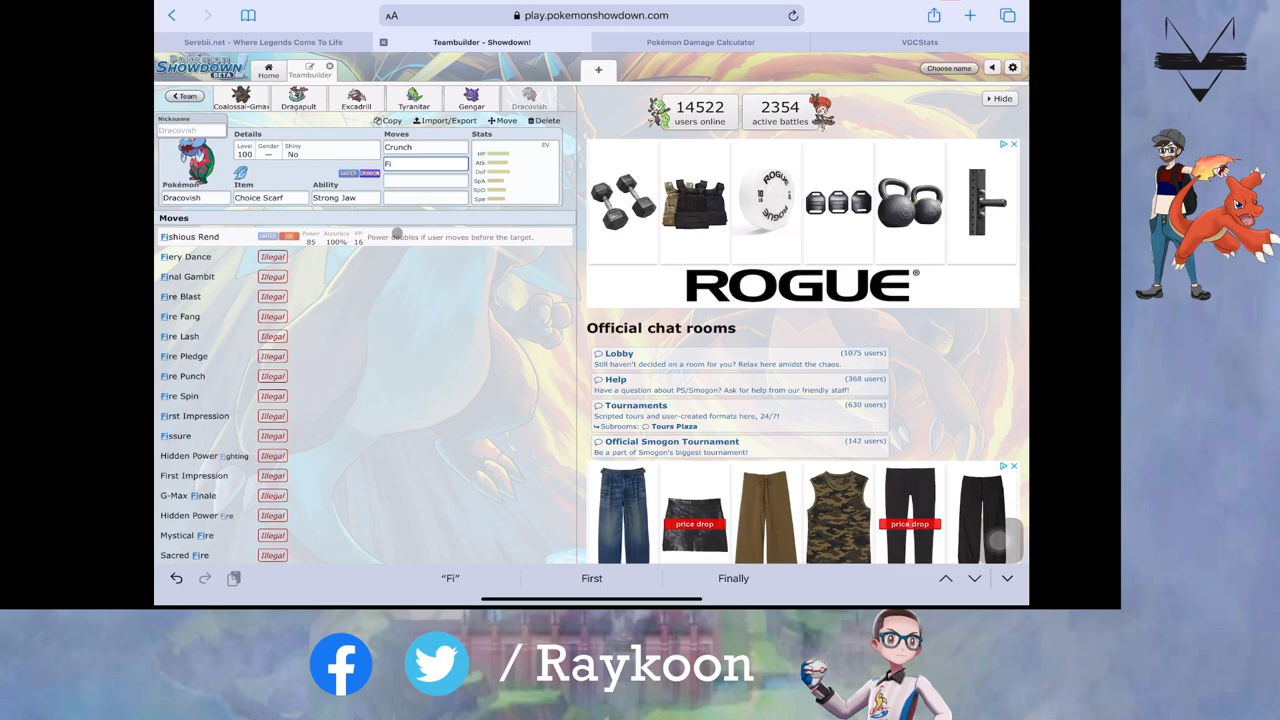 AA play.pokemonshowdown.com
Serebii.net - Where Legends Come To Life Teambuilder - Showdown! Pokémon Damage Calculator VGCStats
Pokémon SHOWDOWN BETA Home Teambuilder + Choose name
Team Coalossal-Gmax Dragapult Excadrill Tyranitar Gengar Dracovish
14522 users online 2354 active battles Hide
Copy Import/Export Move Delete
Nickname
Dracovish
Details Moves Stats
Level Gender Shiny
100 — No
Crunch
Fi
EV
HP
Atk
Def
SpA
SpD
Spe
WATER DRAGON
Pokémon Item Ability
Dracovish Choice Scarf Strong Jaw
Moves
Fishious Rend WATER Power 85 Accuracy 100% PP 16 Power doubles if user moves before the target.
Fiery Dance Illegal
Final Gambit Illegal
Fire Blast Illegal
Fire Fang Illegal
Fire Lash Illegal
Fire Pledge Illegal
Fire Punch Illegal
Fire Spin Illegal
First Impression Illegal
Fissure Illegal
Hidden Power Fighting Illegal
First Impression Illegal
G-Max Finale Illegal
Hidden Power Fire Illegal
Mystical Fire Illegal
Sacred Fire Illegal
ROGUE
ROGUE®
Official chat rooms
Lobby (1075 users)
Still haven't decided on a room for you? Relax here amidst the chaos.
Help (368 users)
Have a question about PS/Smogon? Ask for help from our friendly staff!
Tournaments (630 users)
Scripted tours and user-created formats here, 24/7!
Subrooms: Tours Plaza
Official Smogon Tournament (142 users)
Be a part of Smogon's biggest tournament!
price drop price drop
“Fi” First Finally
/ Raykoon